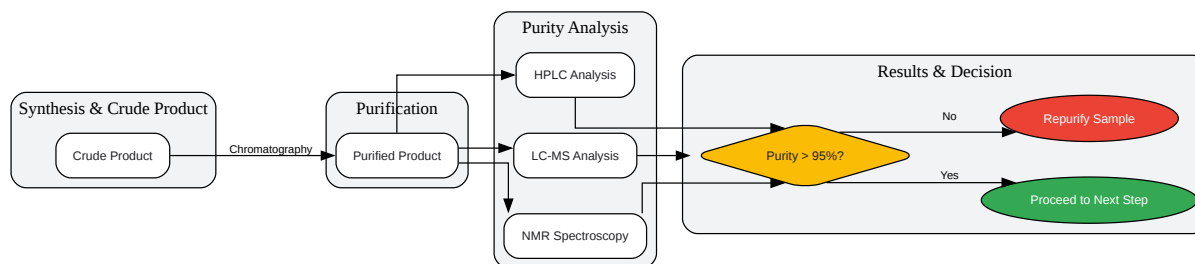 Synthesis & Crude Product
Crude Product
Chromatography
Purification
Purified Product
Purity Analysis
HPLC Analysis
LC-MS Analysis
NMR Spectroscopy
Results & Decision
Purity > 95%?
No
Repurify Sample
Yes
Proceed to Next Step